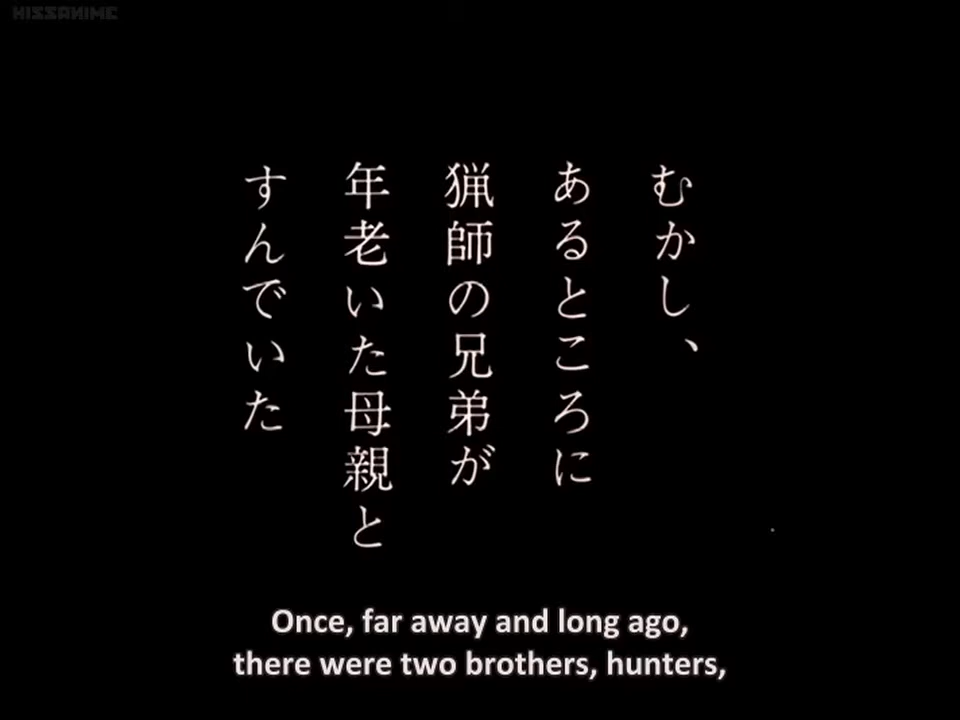 KISSANIME
むかし、
あるところに
猟師の兄弟が
年老いた母親と
すんでいた
Once, far away and long ago,
there were two brothers, hunters,